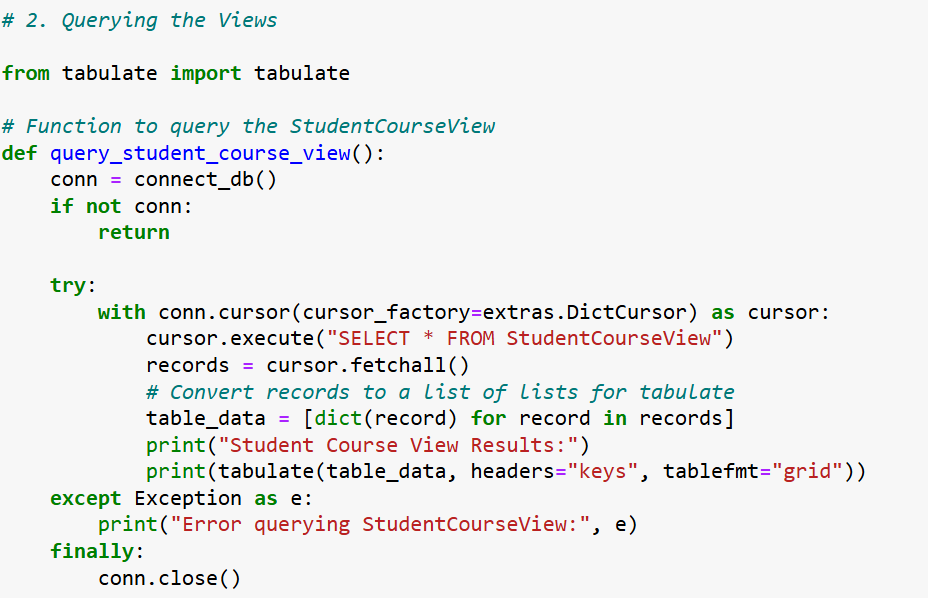 # 2. Querying the Views
from tabulate import tabulate
# Function to query the StudentCourseView
def query_student_course_view():
    conn = connect_db()
    if not conn:
        return
    try:
        with conn.cursor(cursor_factory=extras.DictCursor) as cursor:
            cursor.execute("SELECT * FROM StudentCourseView")
            records = cursor.fetchall()
            # Convert records to a list of lists for tabulate
            table_data = [dict(record) for record in records]
            print("Student Course View Results:")
            print(tabulate(table_data, headers="keys", tablefmt="grid"))
    except Exception as e:
        print("Error querying StudentCourseView:", e)
    finally:
        conn.close()